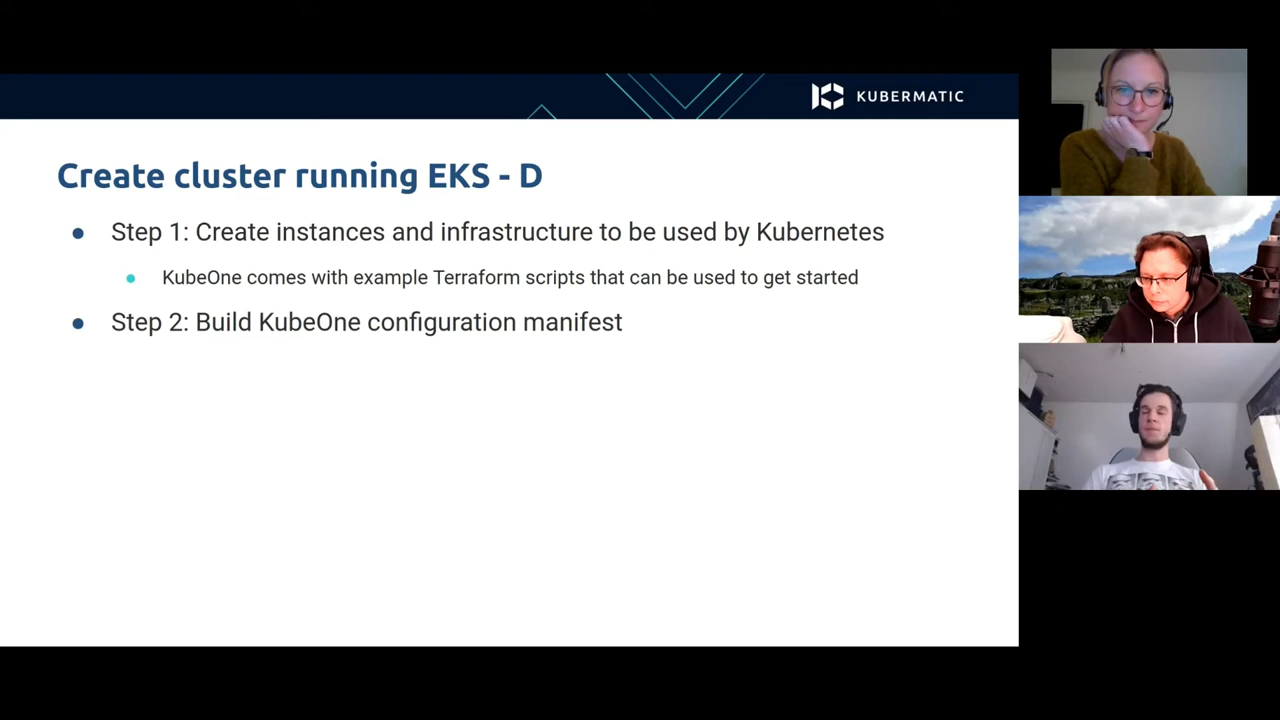 KUBERMATIC
Create cluster running EKS - D
Step 1: Create instances and infrastructure to be used by Kubernetes
KubeOne comes with example Terraform scripts that can be used to get started
Step 2: Build KubeOne configuration manifest